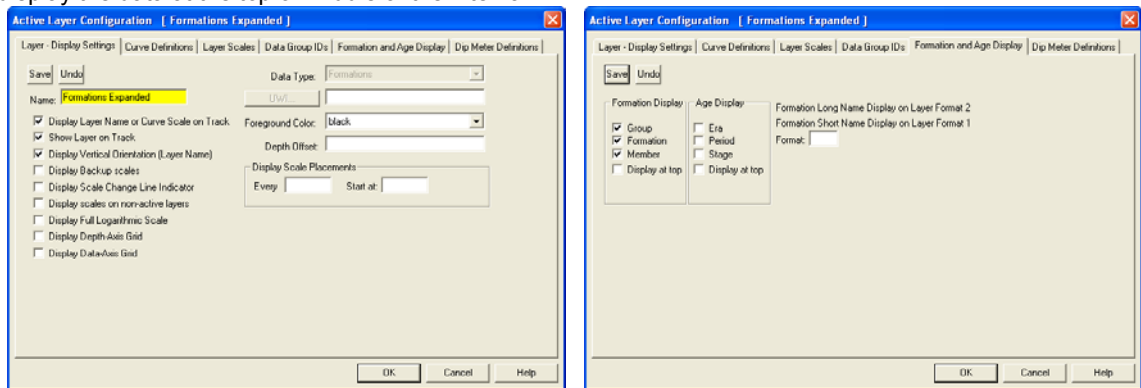 Active Layer Configuration [ Formations Expanded ]
Layer - Display Settings Curve Definitions Layer Scales Data Group IDs Formation and Age Display Dip Meter Definitions
Save Undo
Name: Formations Expanded
Display Layer Name or Curve Scale on Track
Show Layer on Track
Display Vertical Orientation (Layer Name)
Display Backup scales
Display Scale Change Line Indicator
Display scales on non-active layers
Display Full Logarithmic Scale
Display Depth-Axis Grid
Display Data-Axis Grid
Data Type: Formations
UWI...
Foreground Color: black
Depth Offset:
Display Scale Placements
Every Start at:
OK Cancel Help
Active Layer Configuration [ Formations Expanded ]
Layer - Display Settings Curve Definitions Layer Scales Data Group IDs Formation and Age Display Dip Meter Definitions
Save Undo
Formation Display
Group
Formation
Member
Display at top
Age Display
Era
Period
Stage
Display at top
Formation Long Name Display on Layer Format 2
Formation Short Name Display on Layer Format 1
Format:
OK Cancel Help